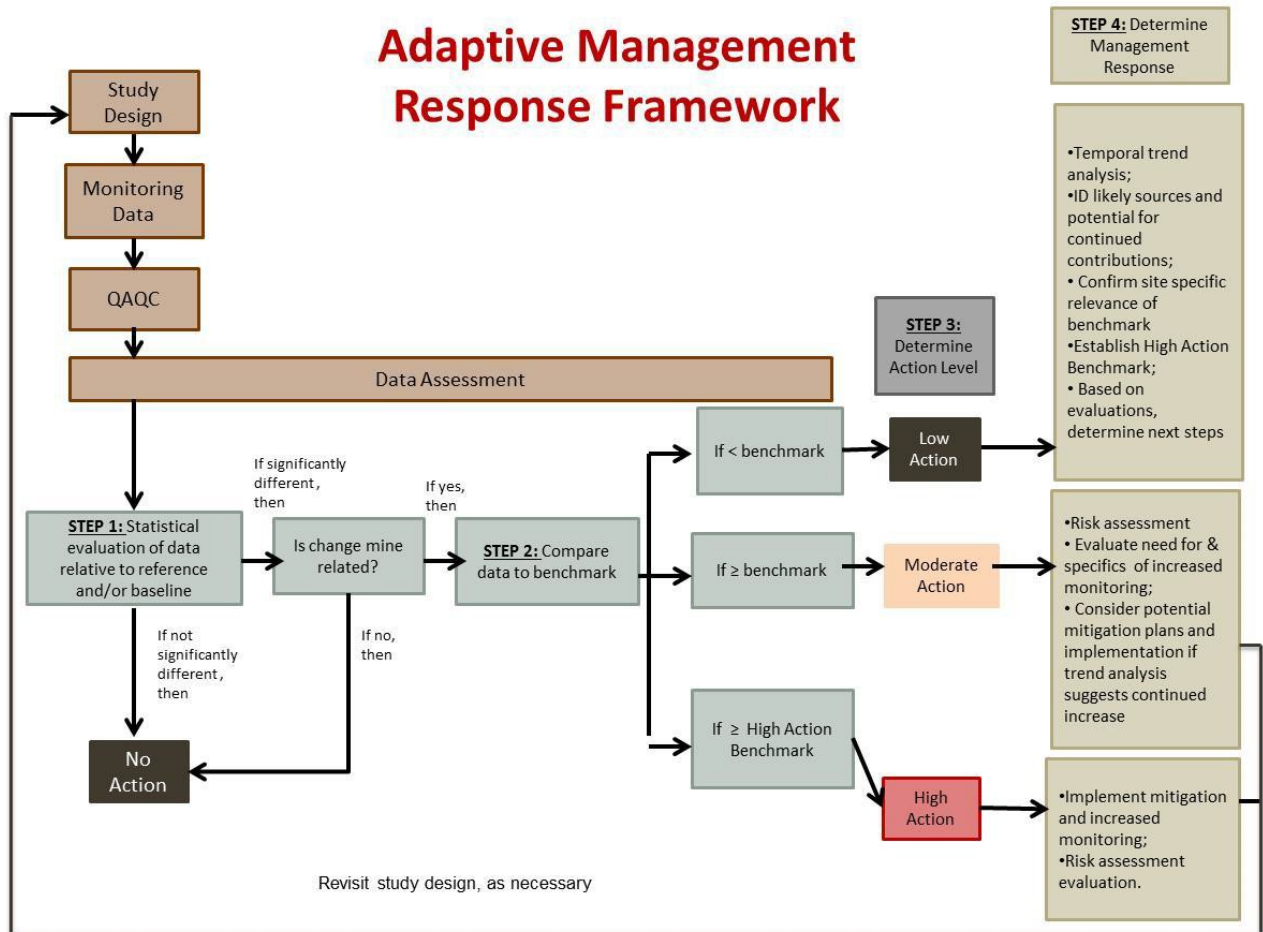 Adaptive Management
Response Framework
STEP 4: Determine
Management
Response
Study
Design
Monitoring
Data
QAQC
Data Assessment
STEP 3:
Determine
Action Level
•Temporal trend
analysis;
•ID likely sources and
potential for
continued
contributions;
• Confirm site specific
relevance of
benchmark
•Establish High Action
Benchmark;
• Based on
evaluations,
determine next steps
STEP 1: Statistical
evaluation of data
relative to reference
and/or baseline
If significantly
different,
then
Is change mine
related?
If yes,
then
STEP 2: Compare
data to benchmark
If < benchmark
Low
Action
If ≥ benchmark
Moderate
Action
•Risk assessment
• Evaluate need for &
specifics of increased
monitoring;
• Consider potential
mitigation plans and
implementation if
trend analysis
suggests continued
increase
If not
significantly
different,
then
If no,
then
No
Action
If ≥ High Action
Benchmark
High
Action
•Implement mitigation
and increased
monitoring;
•Risk assessment
evaluation.
Revisit study design, as necessary